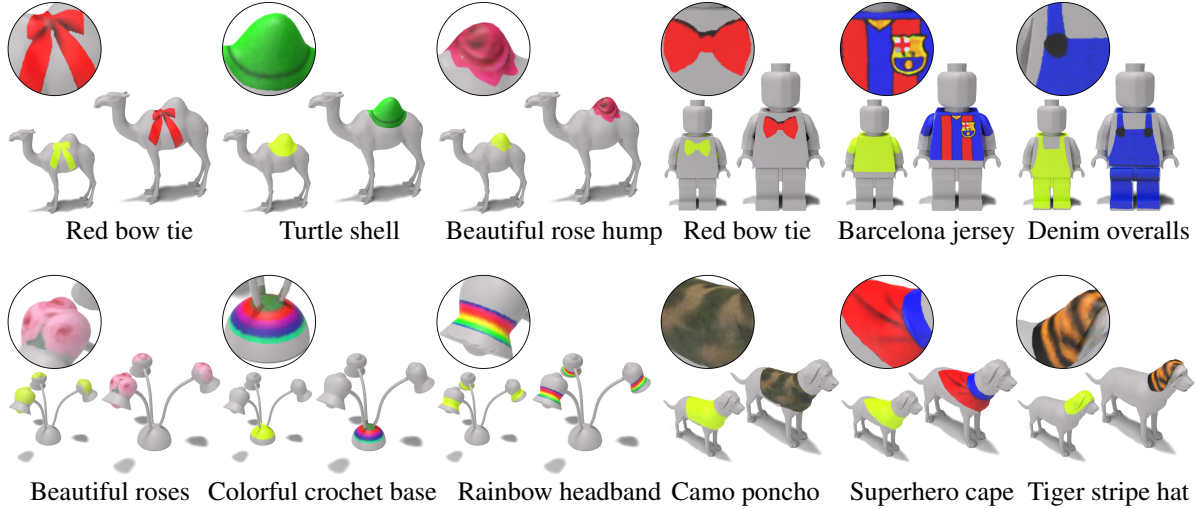 Red bow tie Turtle shell Beautiful rose hump Red bow tie Barcelona jersey Denim overalls
Beautiful roses Colorful crochet base Rainbow headband Camo poncho Superhero cape Tiger stripe hat